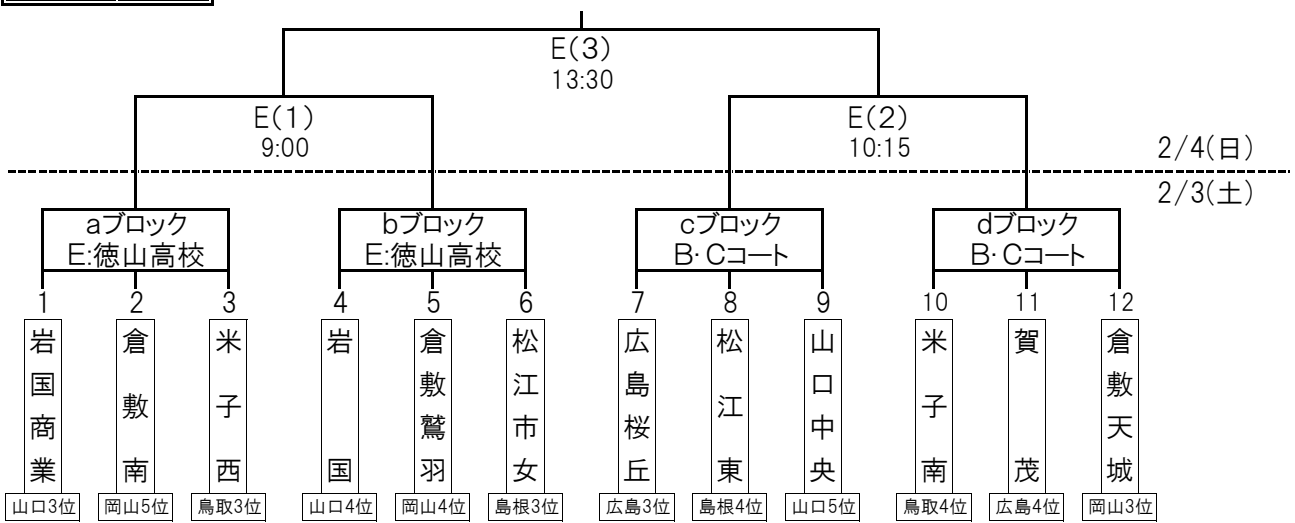 E(3)
13:30
E(1)
9:00
E(2)
10:15
2/4(日)
2/3(土)
aブロック
E:徳山高校
bブロック
E:徳山高校
cブロック
B・Cコート
dブロック
B・Cコート
1
2
3
4
5
6
7
8
9
10
11
12
岩国商業
倉敷南
米子西
岩国
倉敷鷲羽
松江市女
広島桜丘
松江東
山口中央
米子南
賀茂
倉敷天城
山口3位
岡山5位
鳥取3位
山口4位
岡山4位
島根3位
広島3位
島根4位
山口5位
鳥取4位
広島4位
岡山3位